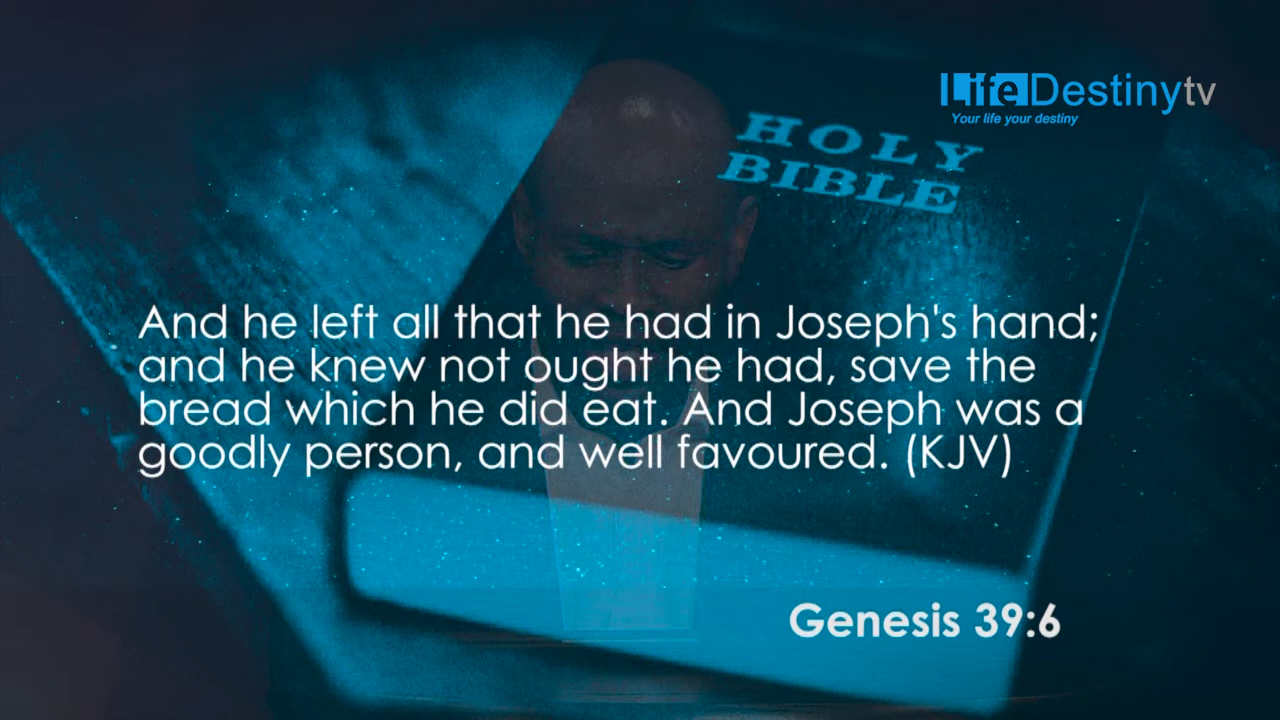 LifeDestinytv
Your life your destiny
HOLY
BIBLE
And he left all that he had in Joseph's hand;
and he knew not ought he had, save the
bread which he did eat. And Joseph was a
goodly person, and well favoured. (KJV)
Genesis 39:6